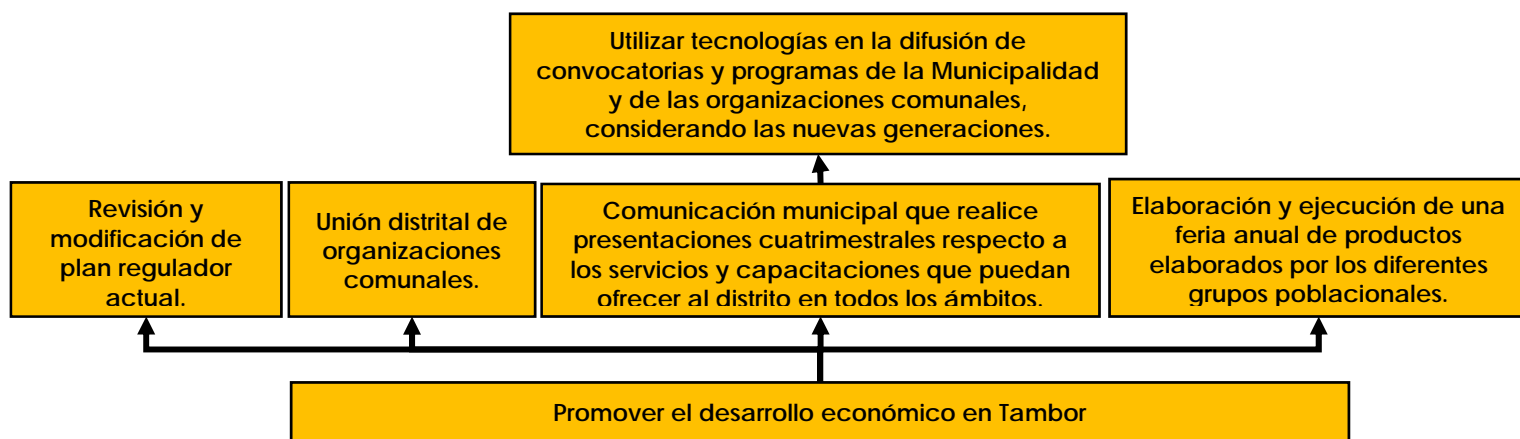 Utilizar tecnologías en la difusión de
convocatorias y programas de la Municipalidad
y de las organizaciones comunales,
considerando las nuevas generaciones.
Revisión y
modificación de
plan regulador
actual.
Unión distrital de
organizaciones
comunales.
Comunicación municipal que realice
presentaciones cuatrimestrales respecto a
los servicios y capacitaciones que puedan
ofrecer al distrito en todos los ámbitos.
Elaboración y ejecución de una
feria anual de productos
elaborados por los diferentes
grupos poblacionales.
Promover el desarrollo económico en Tambor